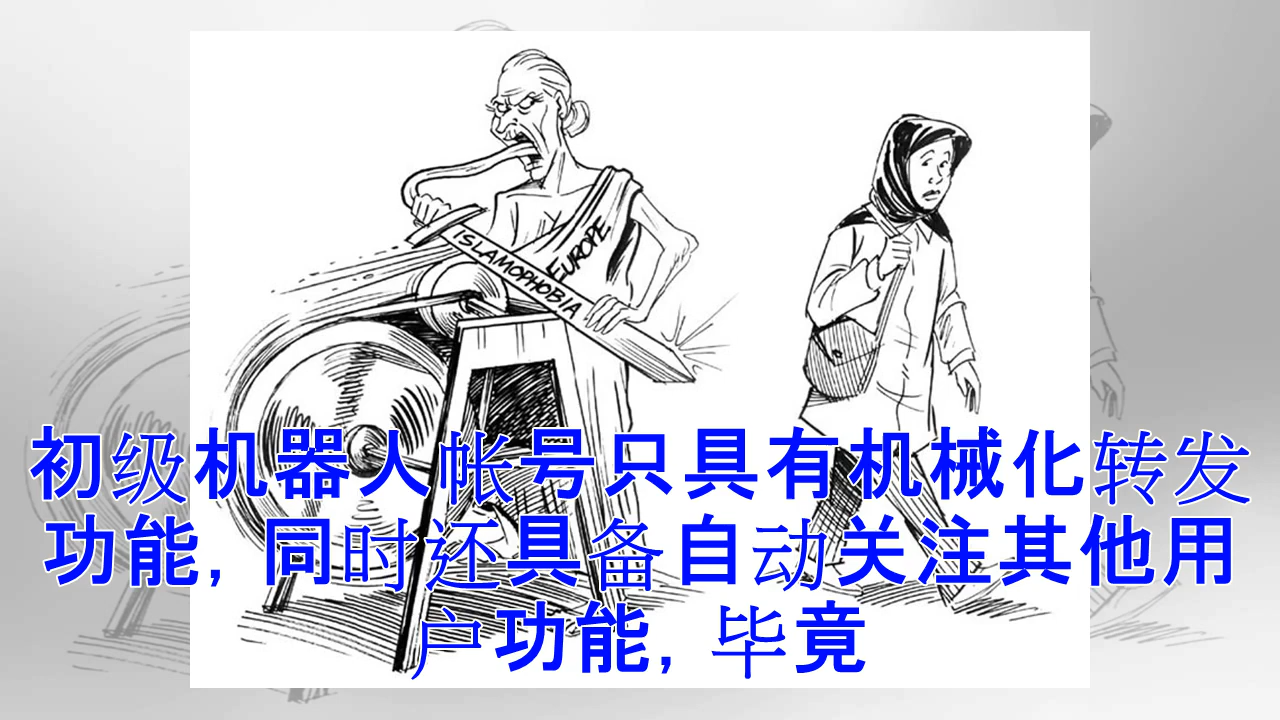 EUROPE
ISLAMOPHOBIA
初级机器人帐号只具有机械化转发
功能,同时还具备自动关注其他用
户功能,毕竟